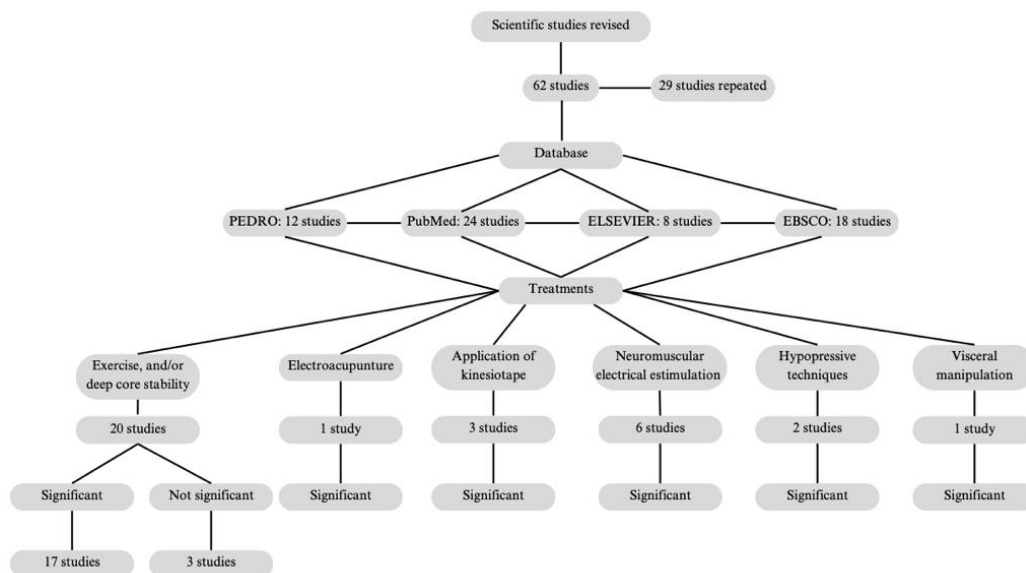 Scientific studies revised
62 studies
29 studies repeated
Database
PEDRO: 12 studies
PubMed: 24 studies
ELSEVIER: 8 studies
EBSCO: 18 studies
Treatments
Exercise, and/or
deep core stability
Electroacupunture
Application of
kinesiotape
Neuromuscular
electrical estimulation
Hypopressive
techniques
Visceral
manipulation
20 studies
1 study
3 studies
6 studies
2 studies
1 study
Significant
Not significant
Significant
Significant
Significant
Significant
Significant
17 studies
3 studies